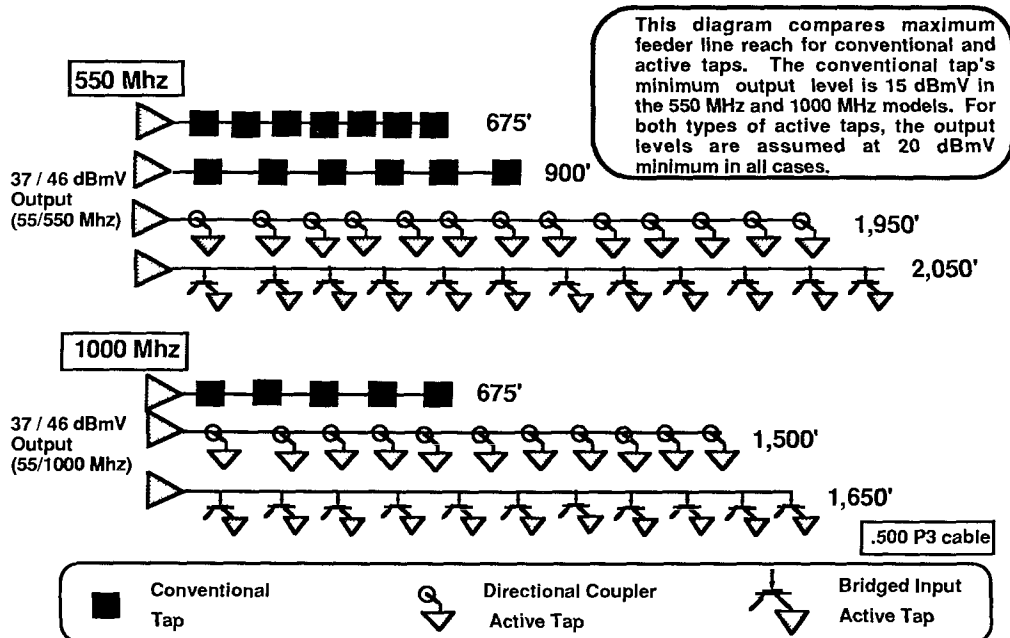 This diagram compares maximum
feeder line reach for conventional and
active taps. The conventional tap's
minimum output level is 15 dBmV in
the 550 MHz and 1000 MHz models. For
both types of active taps, the output
levels are assumed at 20 dBmV
minimum in all cases.
550 Mhz
675'
900'
37 / 46 dBmV
Output
(55/550 Mhz)
1,950'
2,050'
1000 Mhz
675'
37 / 46 dBmV
Output
(55/1000 Mhz)
1,500'
1,650'
.500 P3 cable
Conventional
Tap
Directional Coupler
Active Tap
Bridged Input
Active Tap